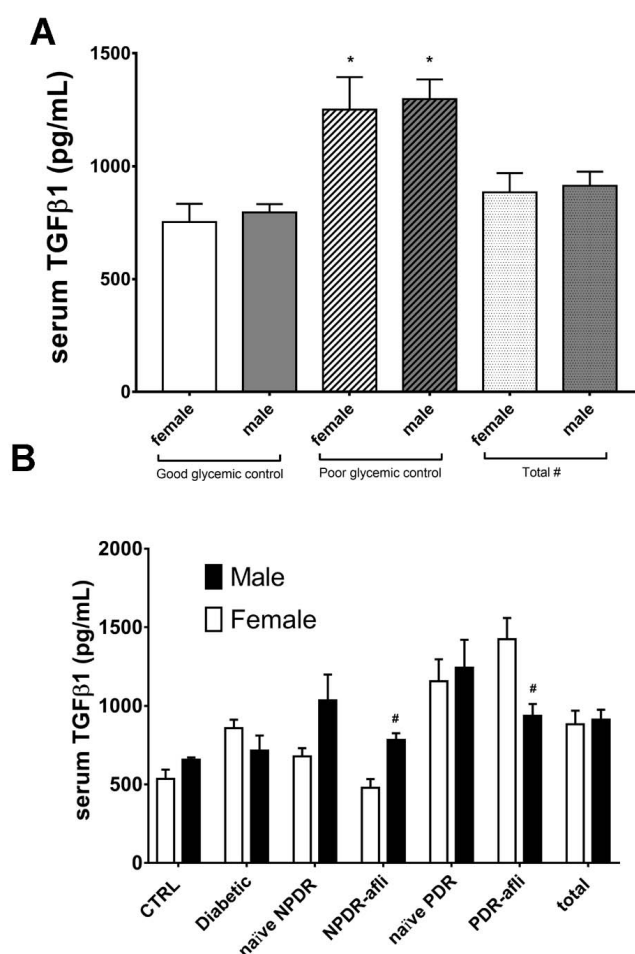 A
serum TGFβ1 (pg/mL)
1500
1000
500
0
*
*
female
male
female
male
female
male
Good glycemic control
Poor glycemic control
Total #
B
serum TGFβ1 (pg/mL)
2000
1500
1000
500
0
Male
Female
#
#
CTRL
Diabetic
naïve NPDR
NPDR-afli
naïve PDR
PDR-afli
total